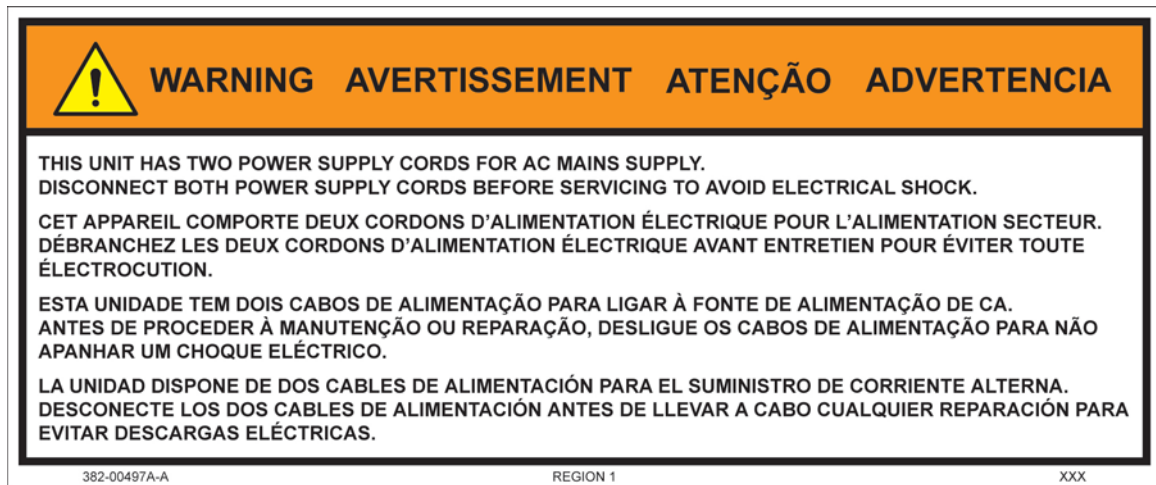 WARNING AVERTISSEMENT ATENÇÃO ADVERTENCIA
THIS UNIT HAS TWO POWER SUPPLY CORDS FOR AC MAINS SUPPLY.
DISCONNECT BOTH POWER SUPPLY CORDS BEFORE SERVICING TO AVOID ELECTRICAL SHOCK.
CET APPAREIL COMPORTE DEUX CORDONS D’ALIMENTATION ÉLECTRIQUE POUR L’ALIMENTATION SECTEUR.
DÉBRANCHEZ LES DEUX CORDONS D’ALIMENTATION ÉLECTRIQUE AVANT ENTRETIEN POUR ÉVITER TOUTE
ÉLECTROCUTION.
ESTA UNIDADE TEM DOIS CABOS DE ALIMENTAÇÃO PARA LIGAR À FONTE DE ALIMENTAÇÃO DE CA.
ANTES DE PROCEDER À MANUTENÇÃO OU REPARAÇÃO, DESLIGUE OS CABOS DE ALIMENTAÇÃO PARA NÃO
APANHAR UM CHOQUE ELÉCTRICO.
LA UNIDAD DISPONE DE DOS CABLES DE ALIMENTACIÓN PARA EL SUMINISTRO DE CORRIENTE ALTERNA.
DESCONECTE LOS DOS CABLES DE ALIMENTACIÓN ANTES DE LLEVAR A CABO CUALQUIER REPARACIÓN PARA
EVITAR DESCARGAS ELÉCTRICAS.
382-00497A-A REGION 1 XXX